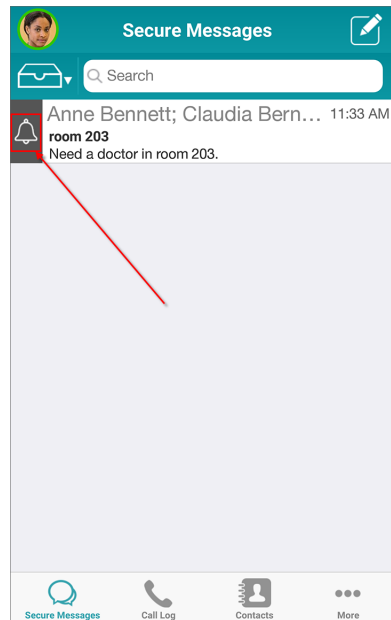 Secure Messages
Search
Anne Bennett; Claudia Bern... 11:33 AM
room 203
Need a doctor in room 203.
Secure Messages Call Log Contacts More